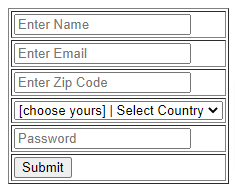 Enter Name
Enter Email
Enter Zip Code
[choose yours] | Select Country
Password
Submit